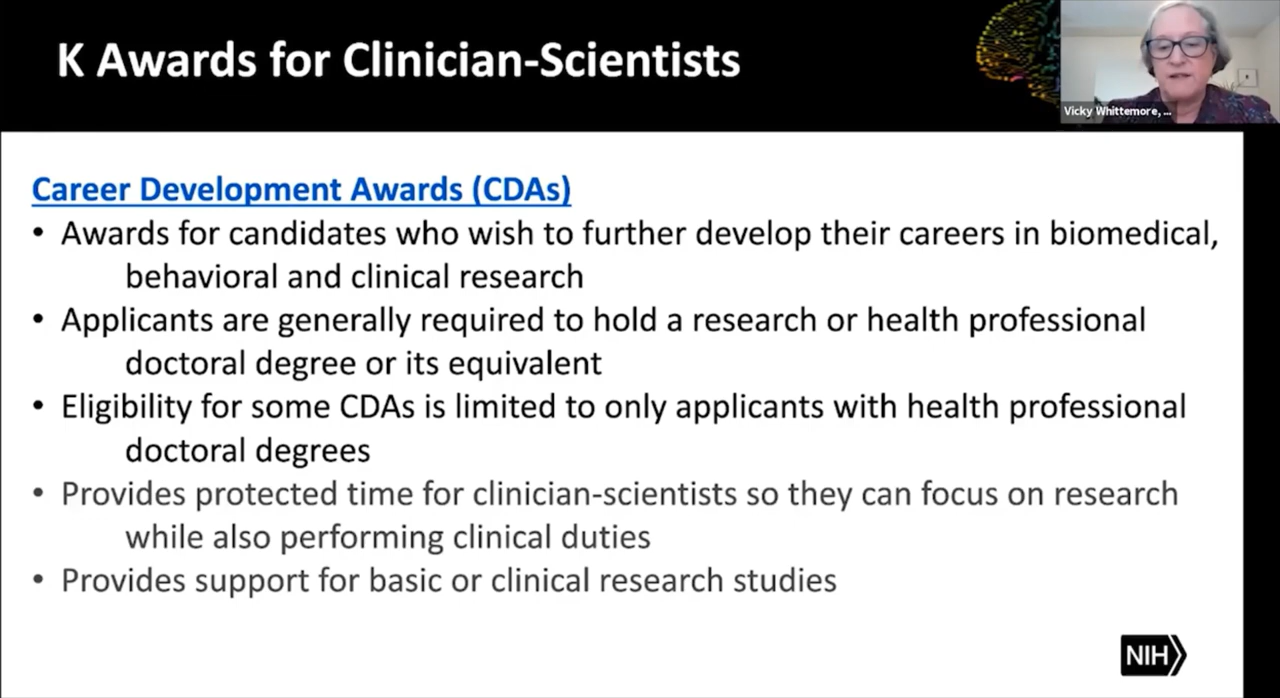 K Awards for Clinician-Scientists
Vicky Whittemore, ...
Career Development Awards (CDAs)
• Awards for candidates who wish to further develop their careers in biomedical,
behavioral and clinical research
• Applicants are generally required to hold a research or health professional
doctoral degree or its equivalent
• Eligibility for some CDAs is limited to only applicants with health professional
doctoral degrees
• Provides protected time for clinician-scientists so they can focus on research
while also performing clinical duties
• Provides support for basic or clinical research studies
NIH